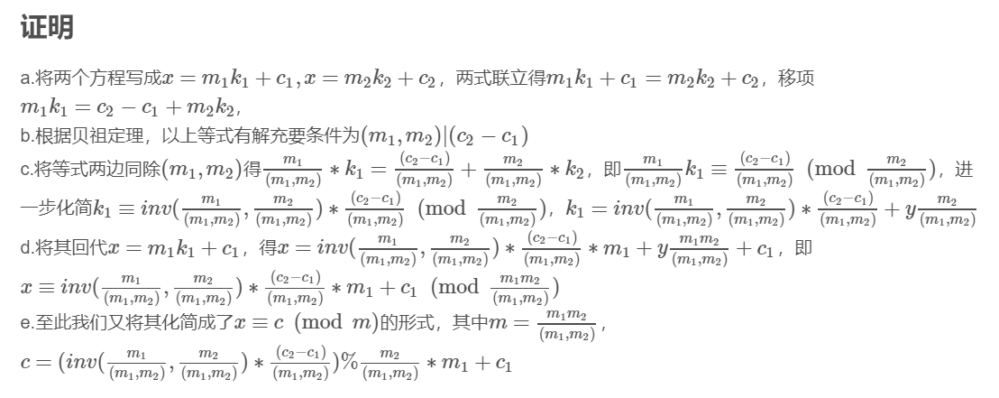 证明
a.将两个方程写成$x=m_1k_1+c_1,x=m_2k_2+c_2$，两式联立得$m_1k_1+c_1=m_2k_2+c_2$，移项
$m_1k_1=c_2-c_1+m_2k_2$,
b.根据贝祖定理，以上等式有解充要条件为$(m_1,m_2)|(c_2-c_1)$
c.将等式两边同除$(m_1,m_2)$得$\frac{m_1}{(m_1,m_2)}*k_1=\frac{(c_2-c_1)}{(m_1,m_2)}+\frac{m_2}{(m_1,m_2)}*k_2$，即$\frac{m_1}{(m_1,m_2)}k_1\equiv\frac{(c_2-c_1)}{(m_1,m_2)}\pmod{\frac{m_2}{(m_1,m_2)}}$，进
一步化简$k_1\equiv inv(\frac{m_1}{(m_1,m_2)},\frac{m_2}{(m_1,m_2)})*\frac{(c_2-c_1)}{(m_1,m_2)}\pmod{\frac{m_2}{(m_1,m_2)}}$，$k_1=inv(\frac{m_1}{(m_1,m_2)},\frac{m_2}{(m_1,m_2)})*\frac{(c_2-c_1)}{(m_1,m_2)}+y\frac{m_2}{(m_1,m_2)}$
d.将其回代$x=m_1k_1+c_1$，得$x=inv(\frac{m_1}{(m_1,m_2)},\frac{m_2}{(m_1,m_2)})*\frac{(c_2-c_1)}{(m_1,m_2)}*m_1+y\frac{m_1m_2}{(m_1,m_2)}+c_1$，即
$x\equiv inv(\frac{m_1}{(m_1,m_2)},\frac{m_2}{(m_1,m_2)})*\frac{(c_2-c_1)}{(m_1,m_2)}*m_1+c_1\pmod{\frac{m_1m_2}{(m_1,m_2)}}$
e.至此我们又将其化简成了$x\equiv c\pmod{m}$的形式，其中$m=\frac{m_1m_2}{(m_1,m_2)}$，
$c=(inv(\frac{m_1}{(m_1,m_2)},\frac{m_2}{(m_1,m_2)})*\frac{(c_2-c_1)}{(m_1,m_2)})\%\frac{m_2}{(m_1,m_2)}*m_1+c_1$